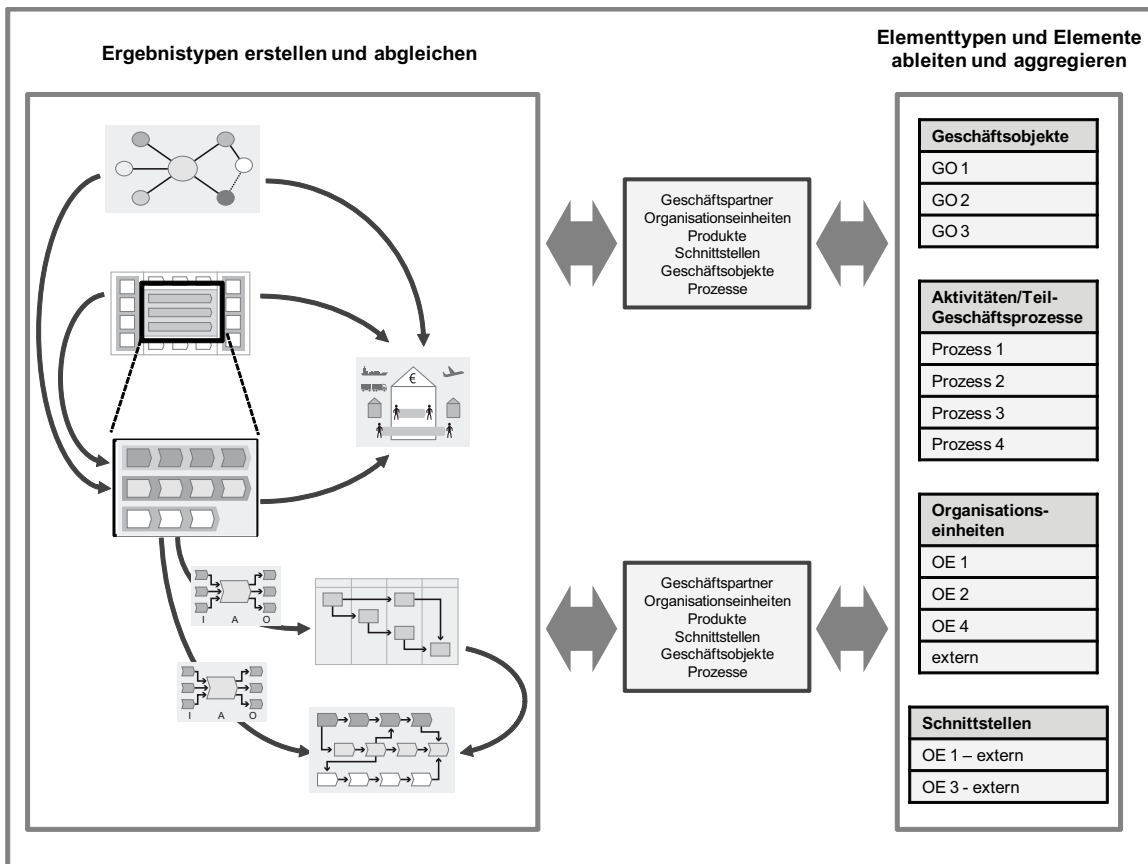 Ergebnistypen erstellen und abgleichen
Elementtypen und Elemente
ableiten und aggregieren
€
I A O
I A O
Geschäftspartner
Organisationseinheiten
Produkte
Schnittstellen
Geschäftsobjekte
Prozesse
Geschäftspartner
Organisationseinheiten
Produkte
Schnittstellen
Geschäftsobjekte
Prozesse
Geschäftsobjekte
GO 1
GO 2
GO 3
Aktivitäten/Teil-
Geschäftsprozesse
Prozess 1
Prozess 2
Prozess 3
Prozess 4
Organisations-
einheiten
OE 1
OE 2
OE 4
extern
Schnittstellen
OE 1 – extern
OE 3 - extern